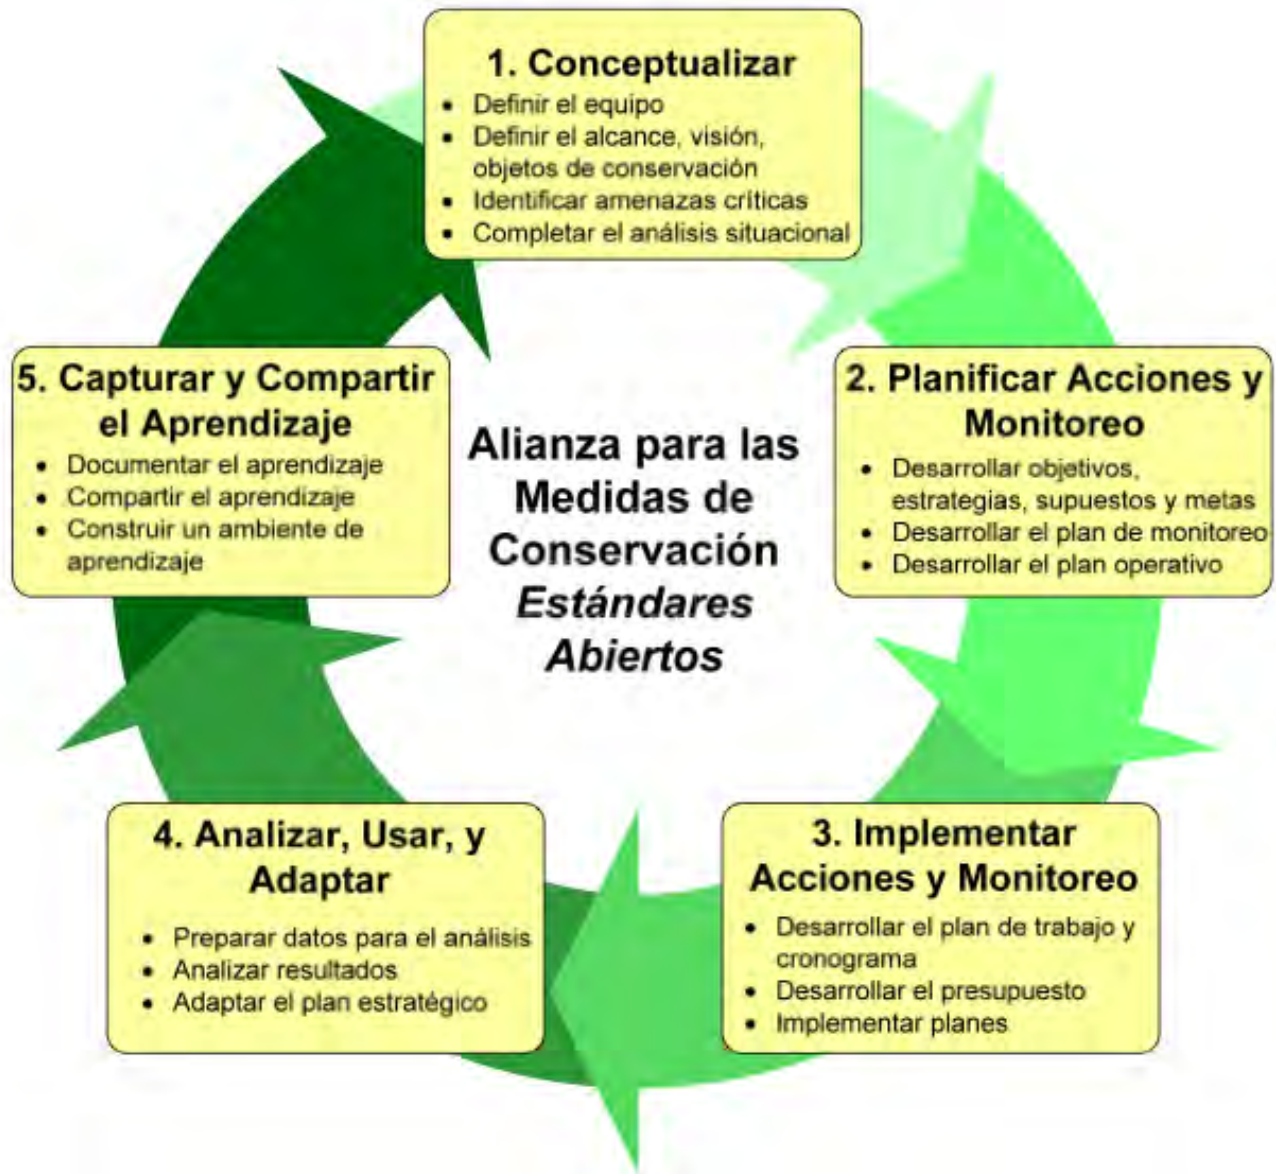 1. Conceptualizar
• Definir el equipo
• Definir el alcance, visión,
objetos de conservación
• Identificar amenazas críticas
• Completar el análisis situacional
2. Planificar Acciones y
Monitoreo
• Desarrollar objetivos,
estrategias, supuestos y metas
• Desarrollar el plan de monitoreo
• Desarrollar el plan operativo
3. Implementar
Acciones y Monitoreo
• Desarrollar el plan de trabajo y
cronograma
• Desarrollar el presupuesto
• Implementar planes
4. Analizar, Usar, y
Adaptar
• Preparar datos para el análisis
• Analizar resultados
• Adaptar el plan estratégico
5. Capturar y Compartir
el Aprendizaje
• Documentar el aprendizaje
• Compartir el aprendizaje
• Construir un ambiente de
aprendizaje
Alianza para las
Medidas de
Conservación
Estándares
Abiertos